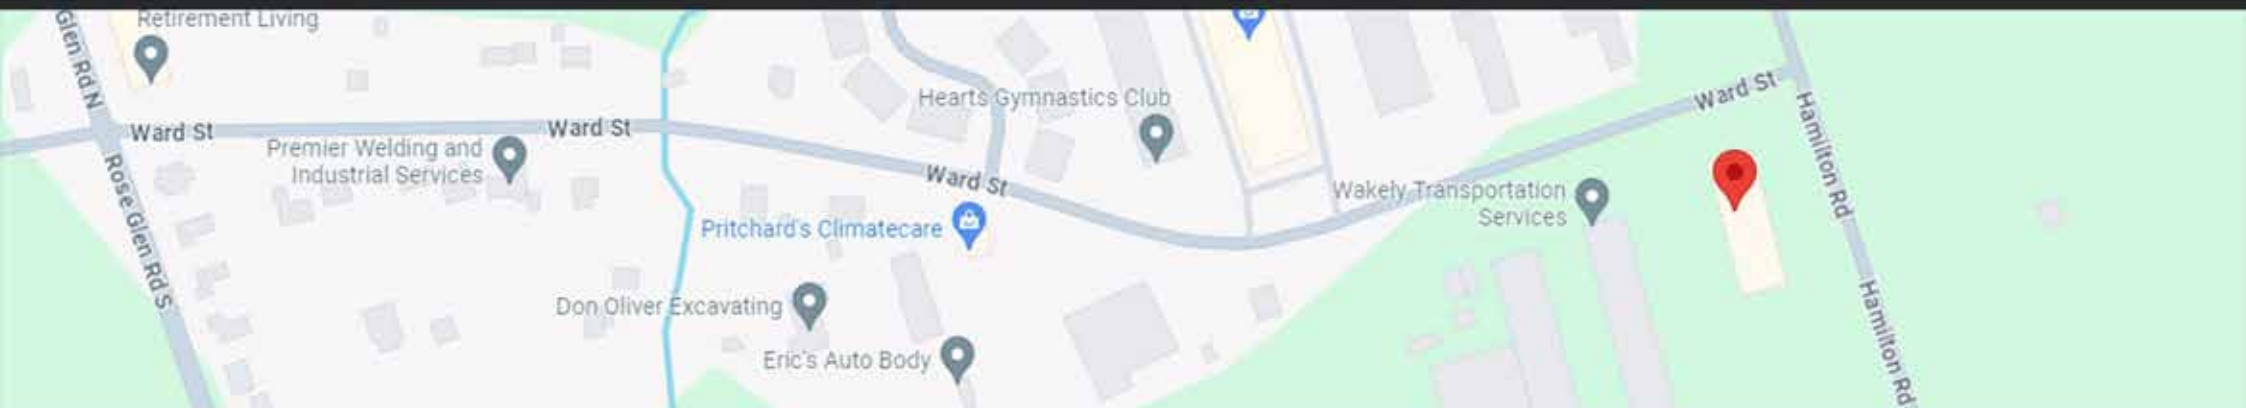 Retirement Living
Glen Rd N
Ward St
Hearts Gymnastics Club
Ward St
Hamilton Rd
Ward St
Premier Welding and
Industrial Services
Rose Glen Rd S
Ward St
Wakely Transportation
Services
Pritchard's Climatecare
Don Oliver Excavating
Hamilton Rd
Eric's Auto Body